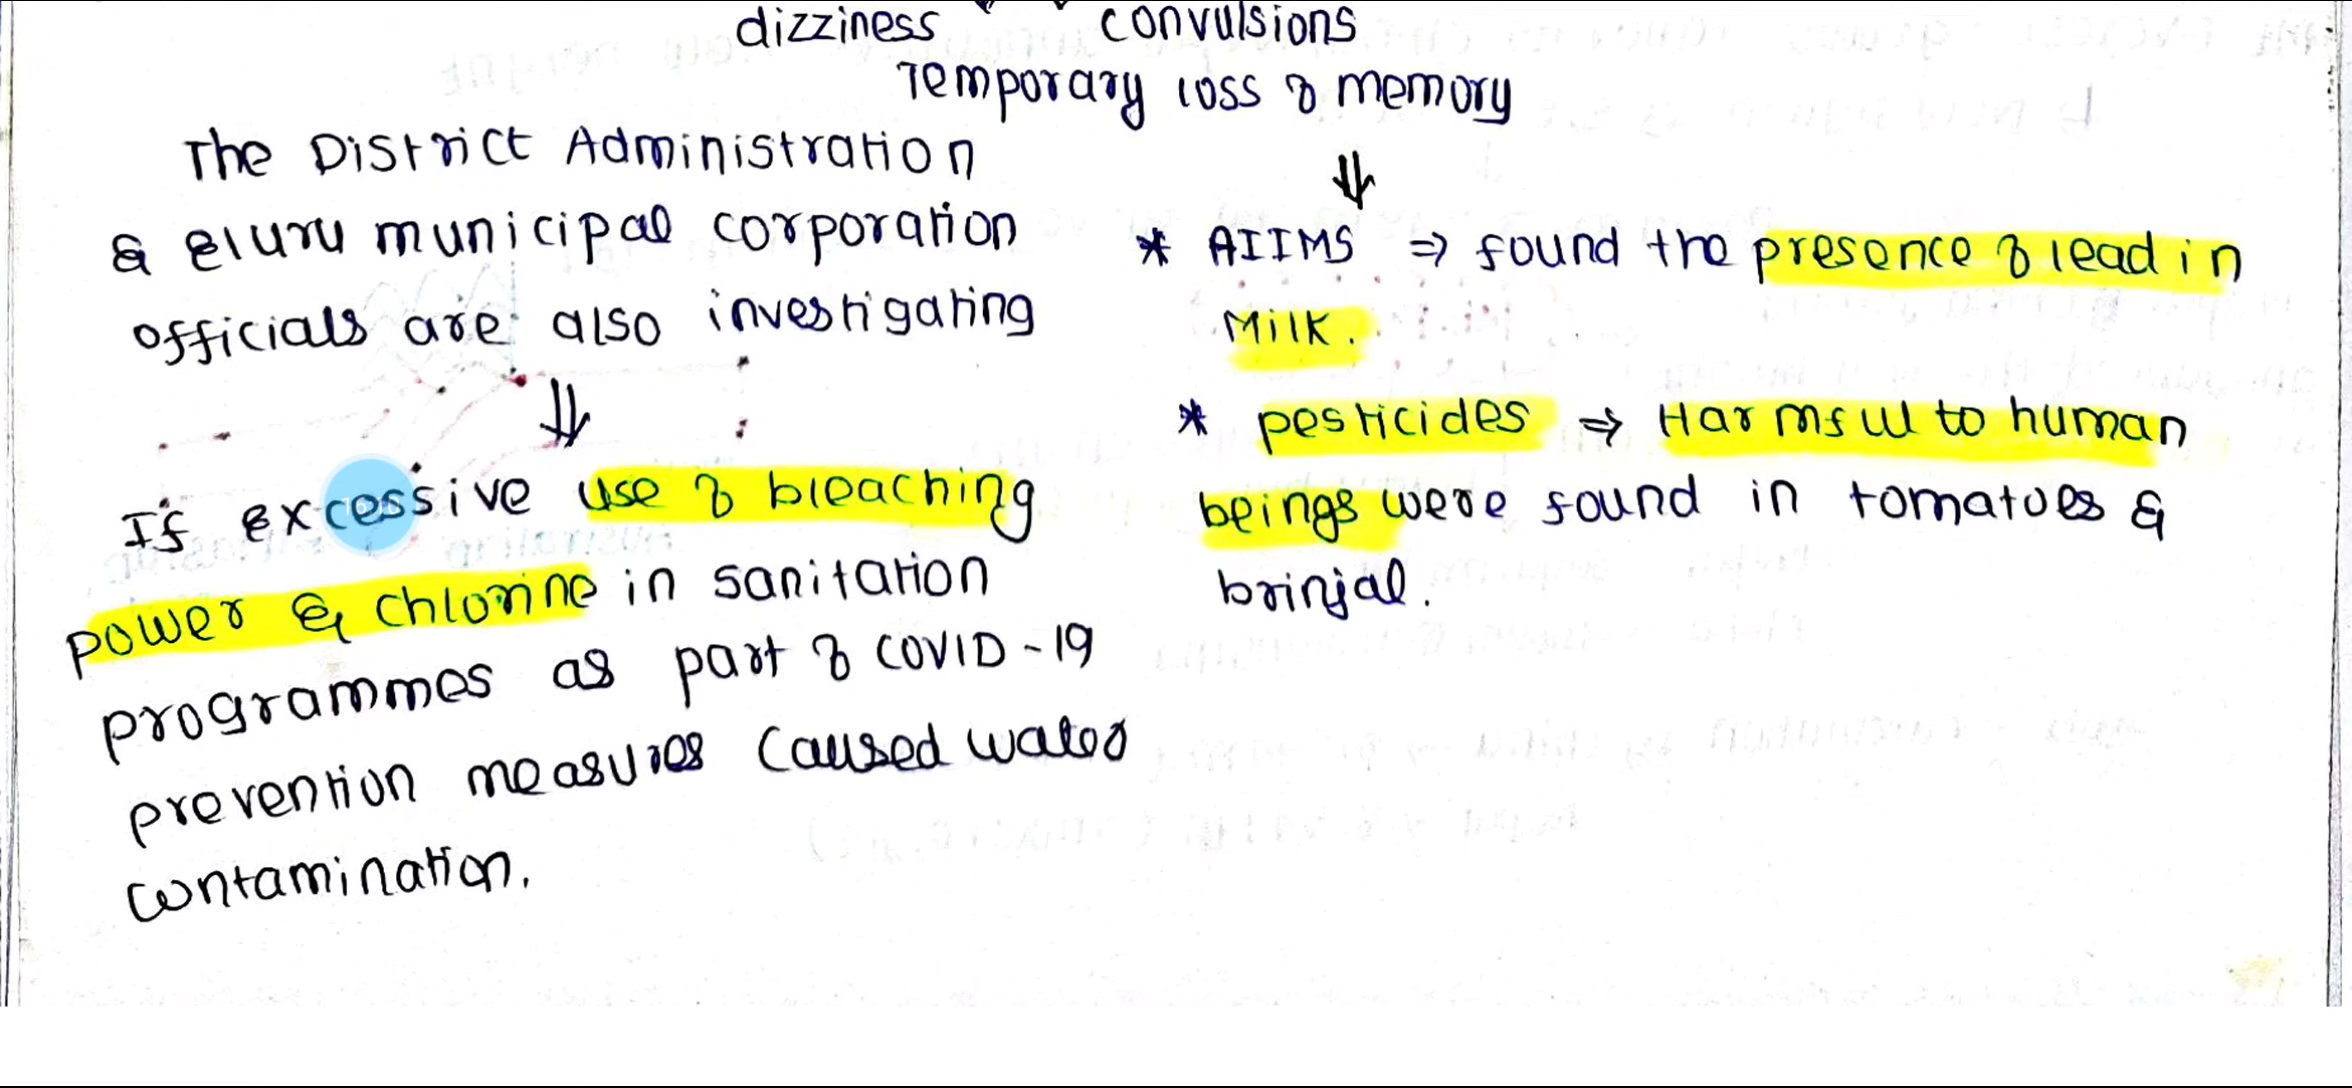 dizziness convulsions
Temporary loss of memory
The District Administration
& eluru municipal corporation
officials are also investigating
⇓
If excessive use of bleaching
power & chlorine in sanitation
programmes as part of COVID-19
prevention measures caused water
contamination.
⇓
* AIIMS ⇒ found the presence of lead in
Milk.
* pesticides ⇒ Harmful to human
beings were found in tomatoes &
brinjal.